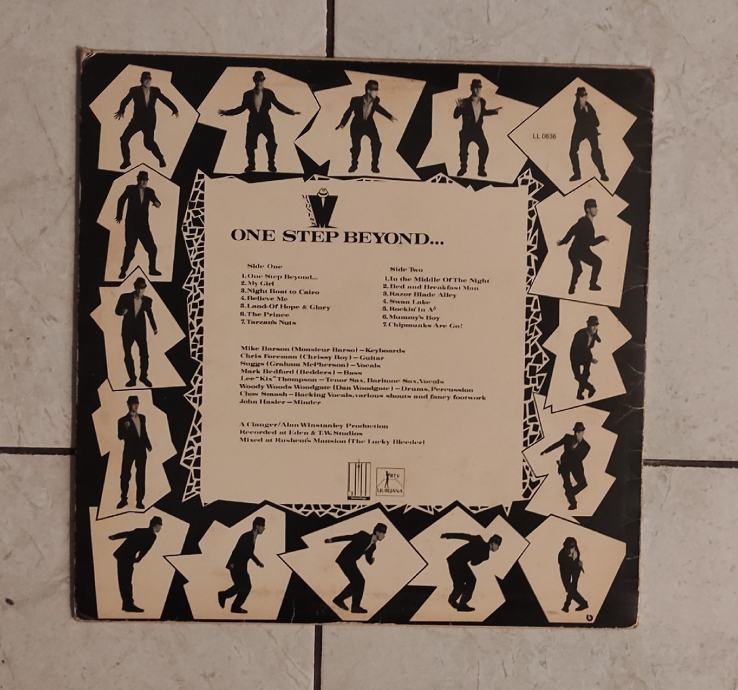 LL 0636
ONE STEP BEYOND...
Side One
1. One Step Beyond...
2. My Girl
3. Night Boat to Cairo
4. Believe Me
5. Land Of Hope & Glory
6. The Prince
7. Tarzan's Nuts
Side Two
1. In the Middle Of The Night
2. Bed and Breakfast Man
3. Razor Blade Alley
4. Swan Lake
5. Rockin' In A♭
6. Mummy's Boy
7. Chipmunks Are Go!
Mike Barson (Monsieur Barso) – Keyboards
Chris Foreman (Chrissy Boy) – Guitar
Suggs (Graham McPherson) – Vocals
Mark Bedford (Bedders) – Bass
Lee "Kix" Thompson – Tenor Sax, Baritone Sax, Vocals
Woody Woods Woodgate (Dan Woodgate) – Drums, Percussion
Chas Smash – Backing Vocals, various shouts and fancy footwork
John Hasler – Minder
A Clanger/Alan Winstanley Production
Recorded at Eden & T.W. Studios
Mixed at Rushent's Mansion (The Lucky Bleeder)
RTV
LJUBLJANA